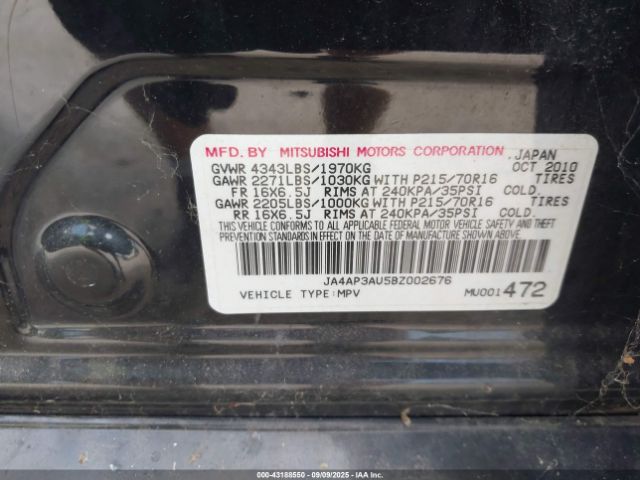 MFD. BY MITSUBISHI MOTORS CORPORATION, JAPAN
GVWR 4343LBS/1970KG OCT 2010
GAWR 2271LBS/1030KG WITH P215/70R16 TIRES
FR 16X6.5J RIMS AT 240KPA/35PSI COLD.
GAWR 2205LBS/1000KG WITH P215/70R16 TIRES
RR 16X6.5J RIMS AT 240KPA/35PSI COLD.
THIS VEHICLE CONFORMS TO ALL APPLICABLE FEDERAL MOTOR VEHICLE SAFETY AND THEFT
PREVENTION STANDARDS IN EFFECT ON THE DATE OF MANUFACTURE SHOWN ABOVE.
JA4AP3AU5BZ002676
VEHICLE TYPE:MPV MU001472
000-43188550 - 09/09/2025 - iaai.com